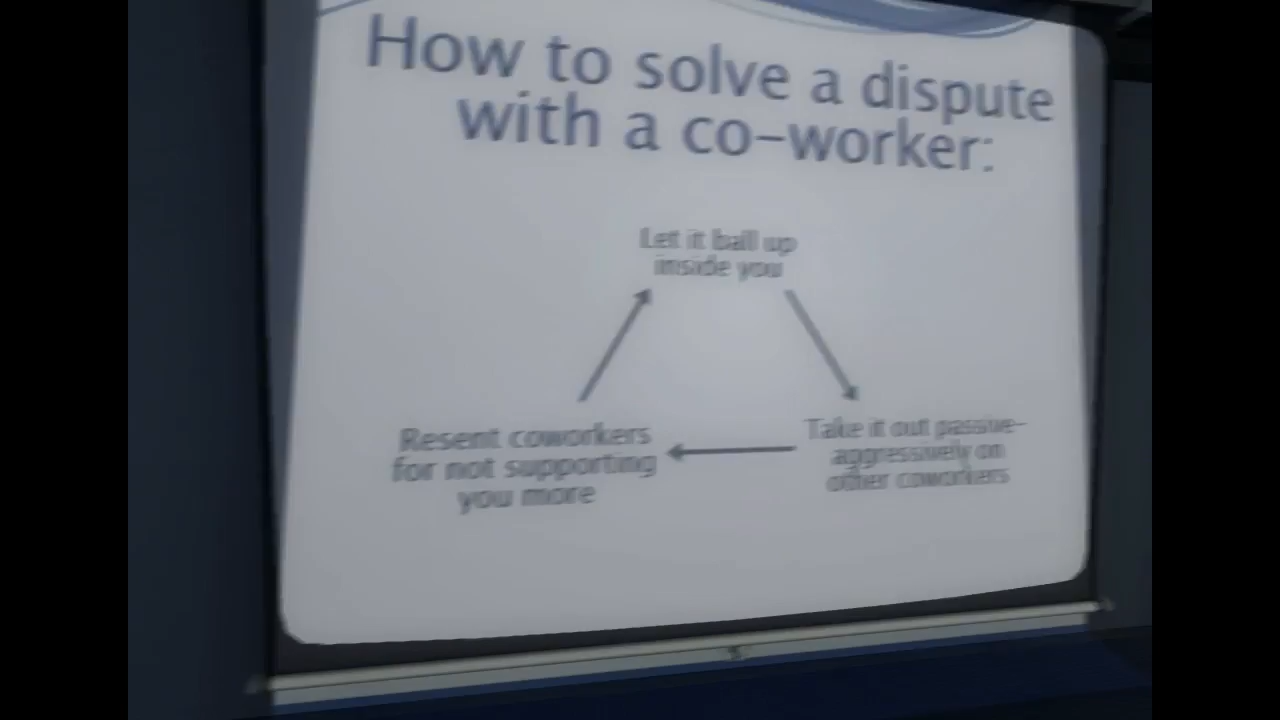 How to solve a dispute
with a co-worker:
Let it ball up
inside you
Take it out passive-
aggressively on
other coworkers
Resent coworkers
for not supporting
you more